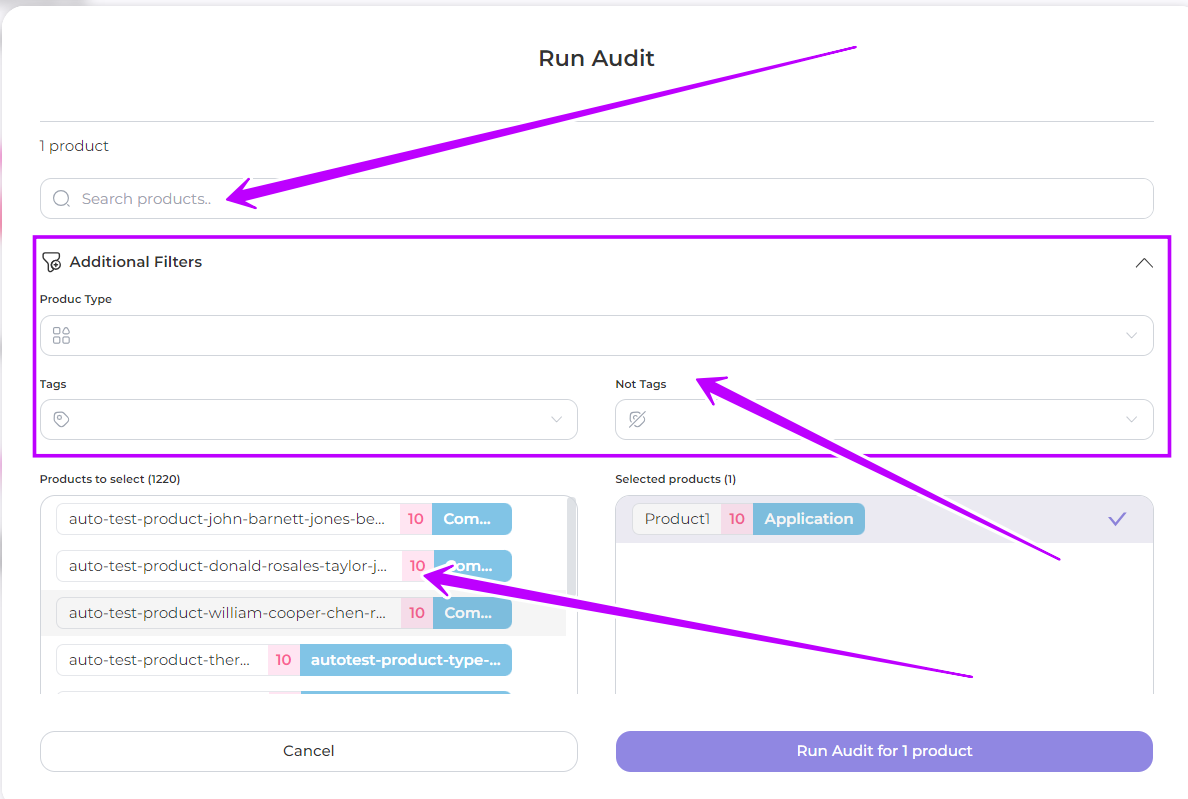 Run Audit
1 product
Search products..
Additional Filters
Produc Type
Tags
Not Tags
Products to select (1220)
Selected products (1)
auto-test-product-john-barnett-jones-be... 10 Com...
Product1 10 Application
auto-test-product-donald-rosales-taylor-j... 10 Com...
auto-test-product-william-cooper-chen-r... 10 Com...
auto-test-product-ther... 10 autotest-product-type-...
Cancel
Run Audit for 1 product